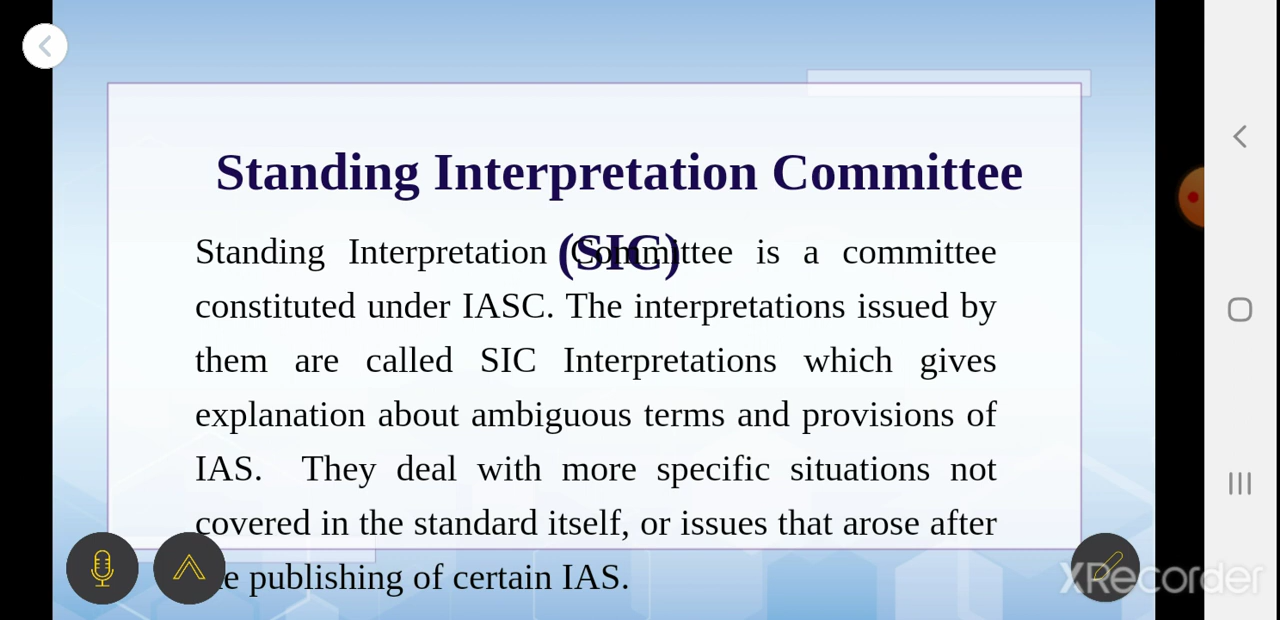 Standing Interpretation Committee
(SIC)
Standing Interpretation Committee is a committee
constituted under IASC. The interpretations issued by
them are called SIC Interpretations which gives
explanation about ambiguous terms and provisions of
IAS. They deal with more specific situations not
covered in the standard itself, or issues that arose after
publishing of certain IAS.
XRecorder